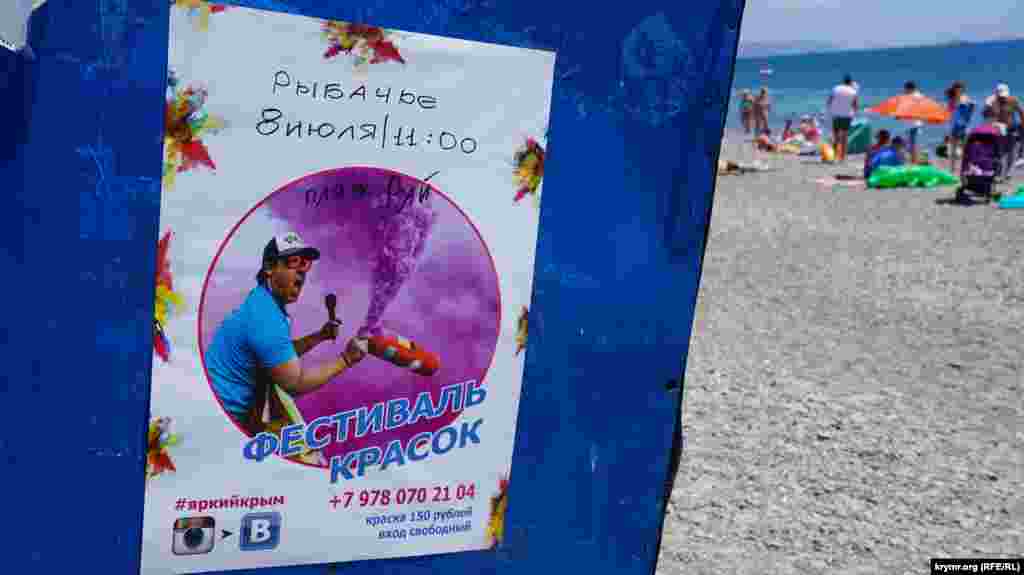 РЫБАЧЬЕ
8 ИЮЛЯ|11:00
пляж Рай
ФЕСТИВАЛЬ
КРАСОК
#яркийкрым
+7 978 070 21 04
краска 150 рублей
вход свободный
B
krymr.org (RFE/RL)